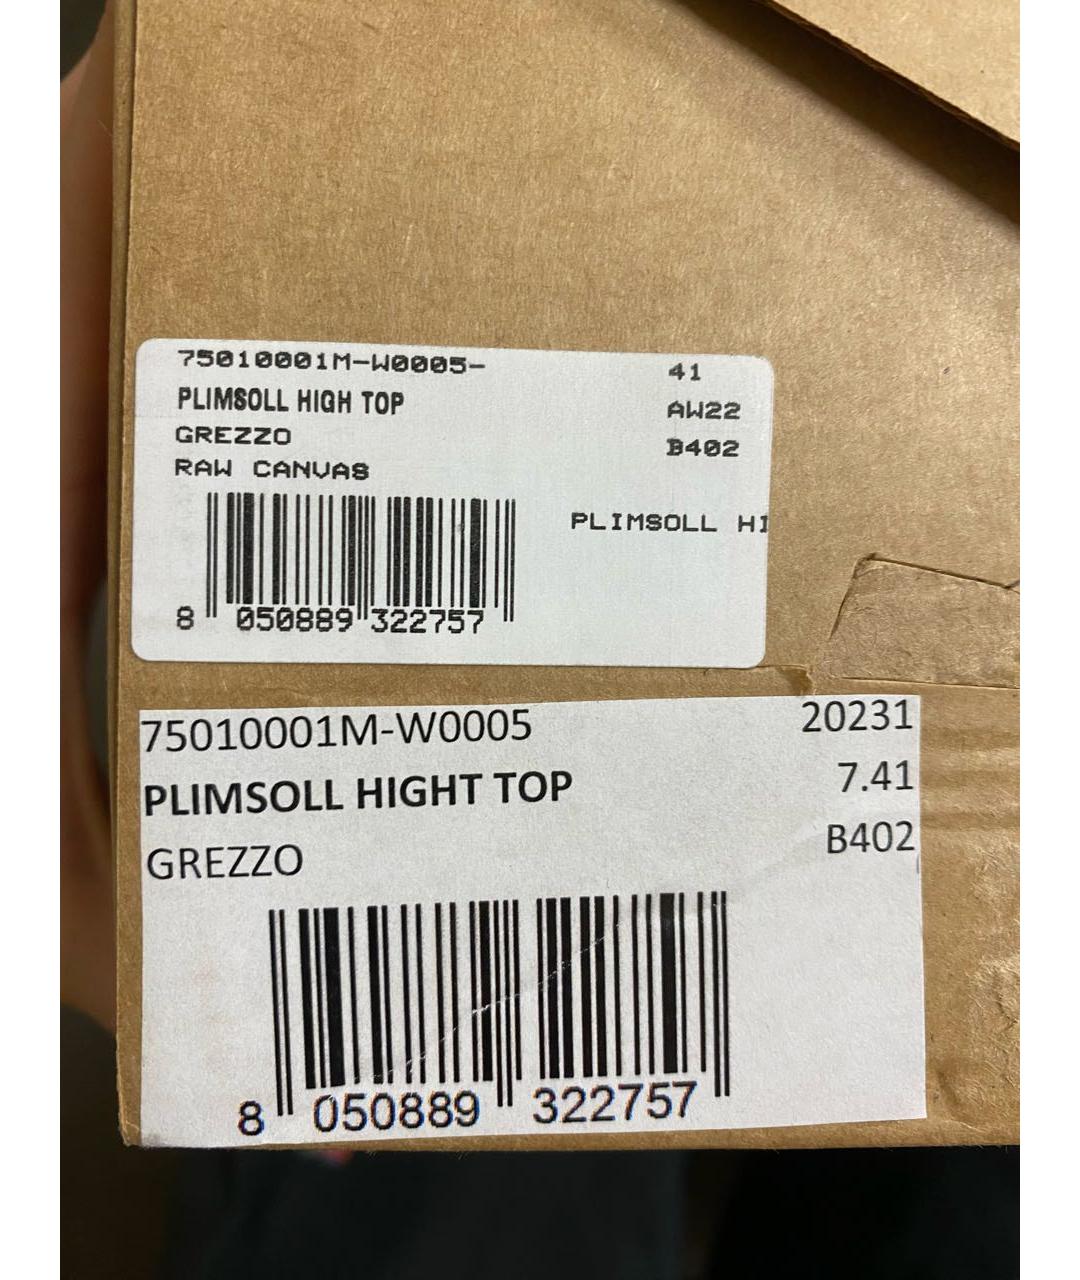 75010001M-W0005- 41
PLIMSOLL HIGH TOP AW22
GREZZO B402
RAW CANVAS
PLIMSOLL HI
8 050889 322757
75010001M-W0005 20231
PLIMSOLL HIGHT TOP 7.41
GREZZO B402
8 050889 322757